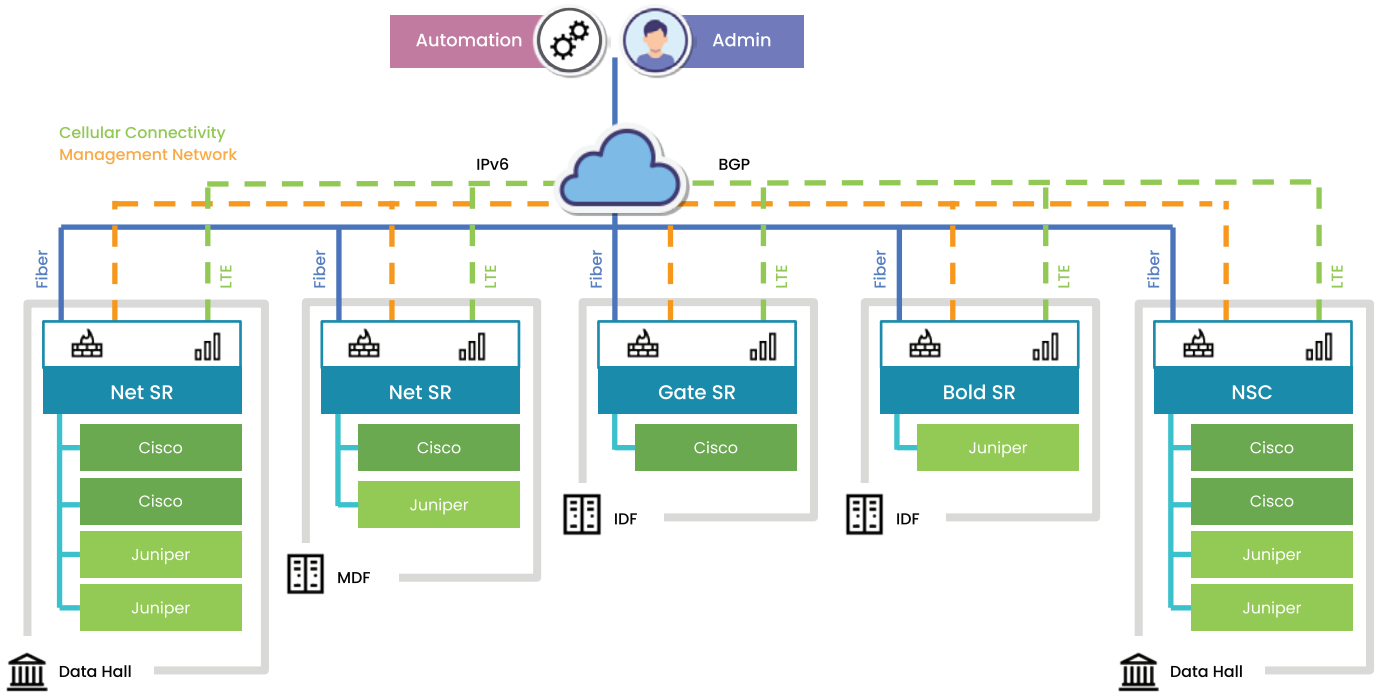 Automation
Admin
Cellular Connectivity
Management Network
IPv6
BGP
Fiber
LTE
Fiber
LTE
Fiber
LTE
Fiber
LTE
Fiber
LTE
Net SR
Cisco
Cisco
Juniper
Juniper
Data Hall
Net SR
Cisco
Juniper
MDF
Gate SR
Cisco
IDF
Bold SR
Juniper
IDF
NSC
Cisco
Cisco
Juniper
Juniper
Data Hall